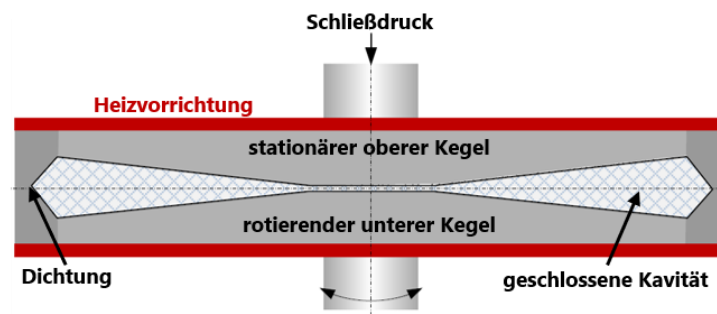 Schließdruck
Heizvorrichtung
stationärer oberer Kegel
rotierender unterer Kegel
Dichtung
geschlossene Kavität